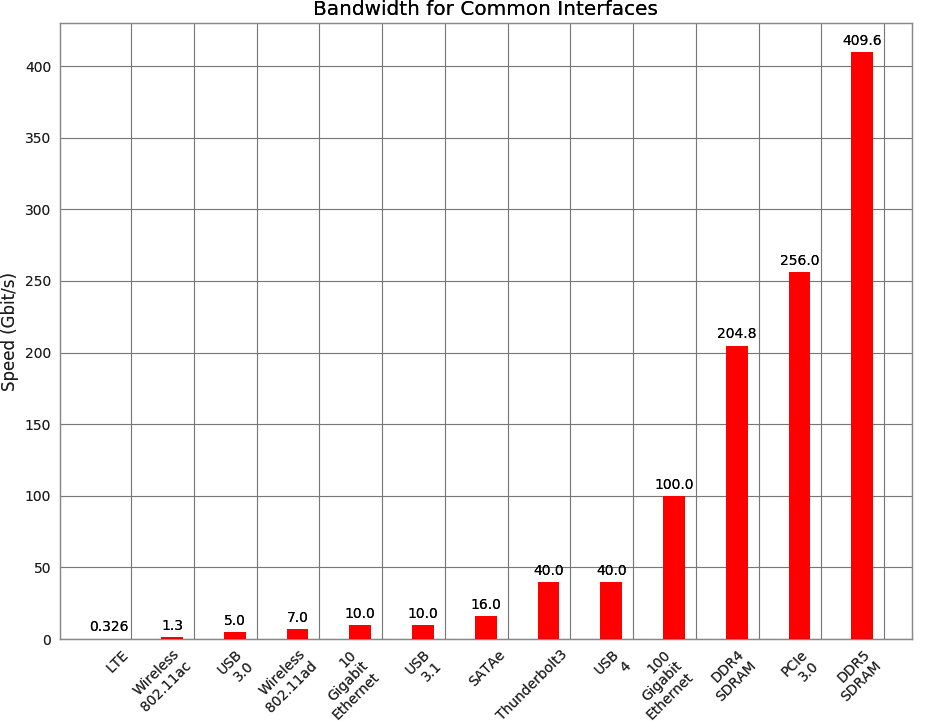 Bandwidth for Common Interfaces
Speed (Gbit/s)
400
350
300
250
200
150
100
50
0
0.326
1.3
5.0
7.0
10.0
10.0
16.0
40.0
40.0
100.0
204.8
256.0
409.6
LTE
Wireless
802.11ac
USB
3.0
Wireless
802.11ad
10
Gigabit
Ethernet
USB
3.1
SATAe
Thunderbolt3
USB
4
100
Gigabit
Ethernet
DDR4
SDRAM
PCIe
3.0
DDR5
SDRAM